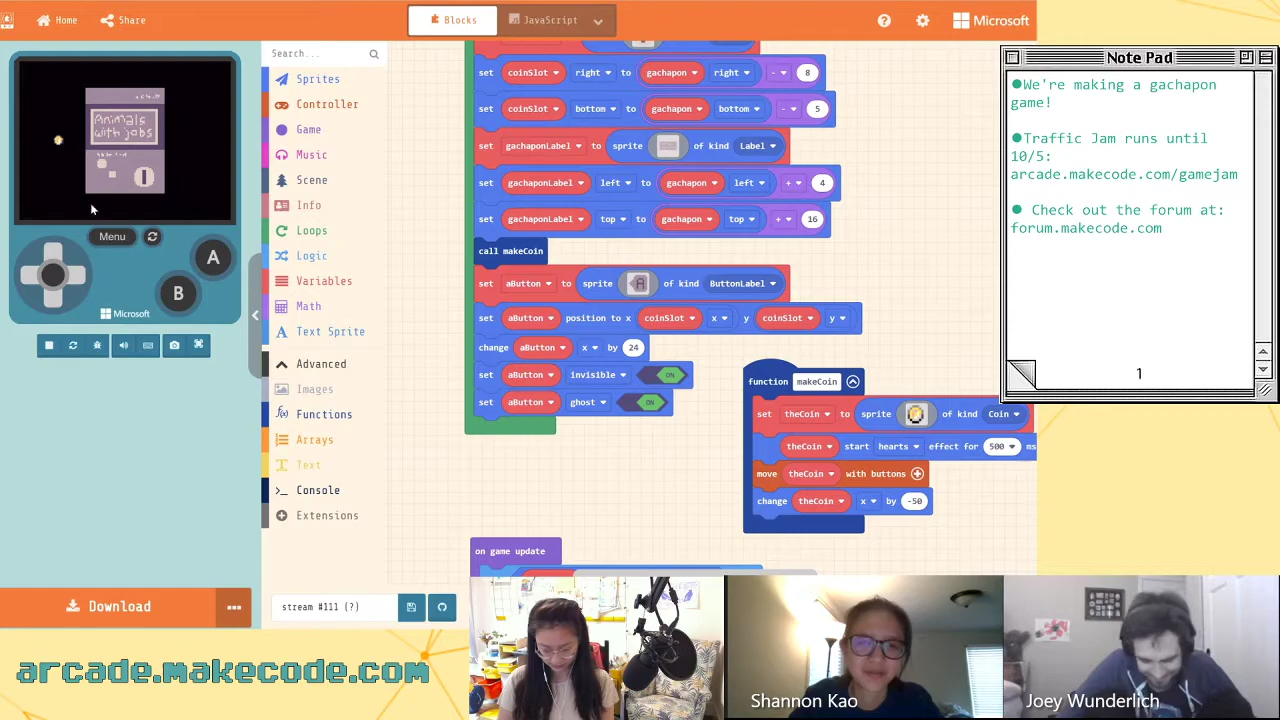 Home
Share
Blocks
JavaScript
Microsoft
Animals
with jobs
Menu
A
B
Microsoft
Search...
Sprites
Controller
Game
Music
Scene
Info
Loops
Logic
Variables
Math
Text Sprite
Advanced
Images
Functions
Arrays
Text
Console
Extensions
set coinSlot right to gachapon right - 8
set coinSlot bottom to gachapon bottom - 5
set gachaponLabel to sprite of kind Label
set gachaponLabel left to gachapon left + 4
set gachaponLabel top to gachapon top + 16
call makeCoin
set aButton to sprite A of kind ButtonLabel
set aButton position to x coinSlot x y coinSlot y
change aButton x by 24
set aButton invisible ON
set aButton ghost ON
function makeCoin
set theCoin to sprite of kind Coin
theCoin start hearts effect for 500 ms
move theCoin with buttons
change theCoin x by -50
on game update
Note Pad
●We're making a gachapon
game!
●Traffic Jam runs until
10/5:
arcade.makecode.com/gamejam
● Check out the forum at:
forum.makecode.com
1
Download
stream #111 (?)
arcade.makecode.com
Shannon Kao
Joey Wunderli